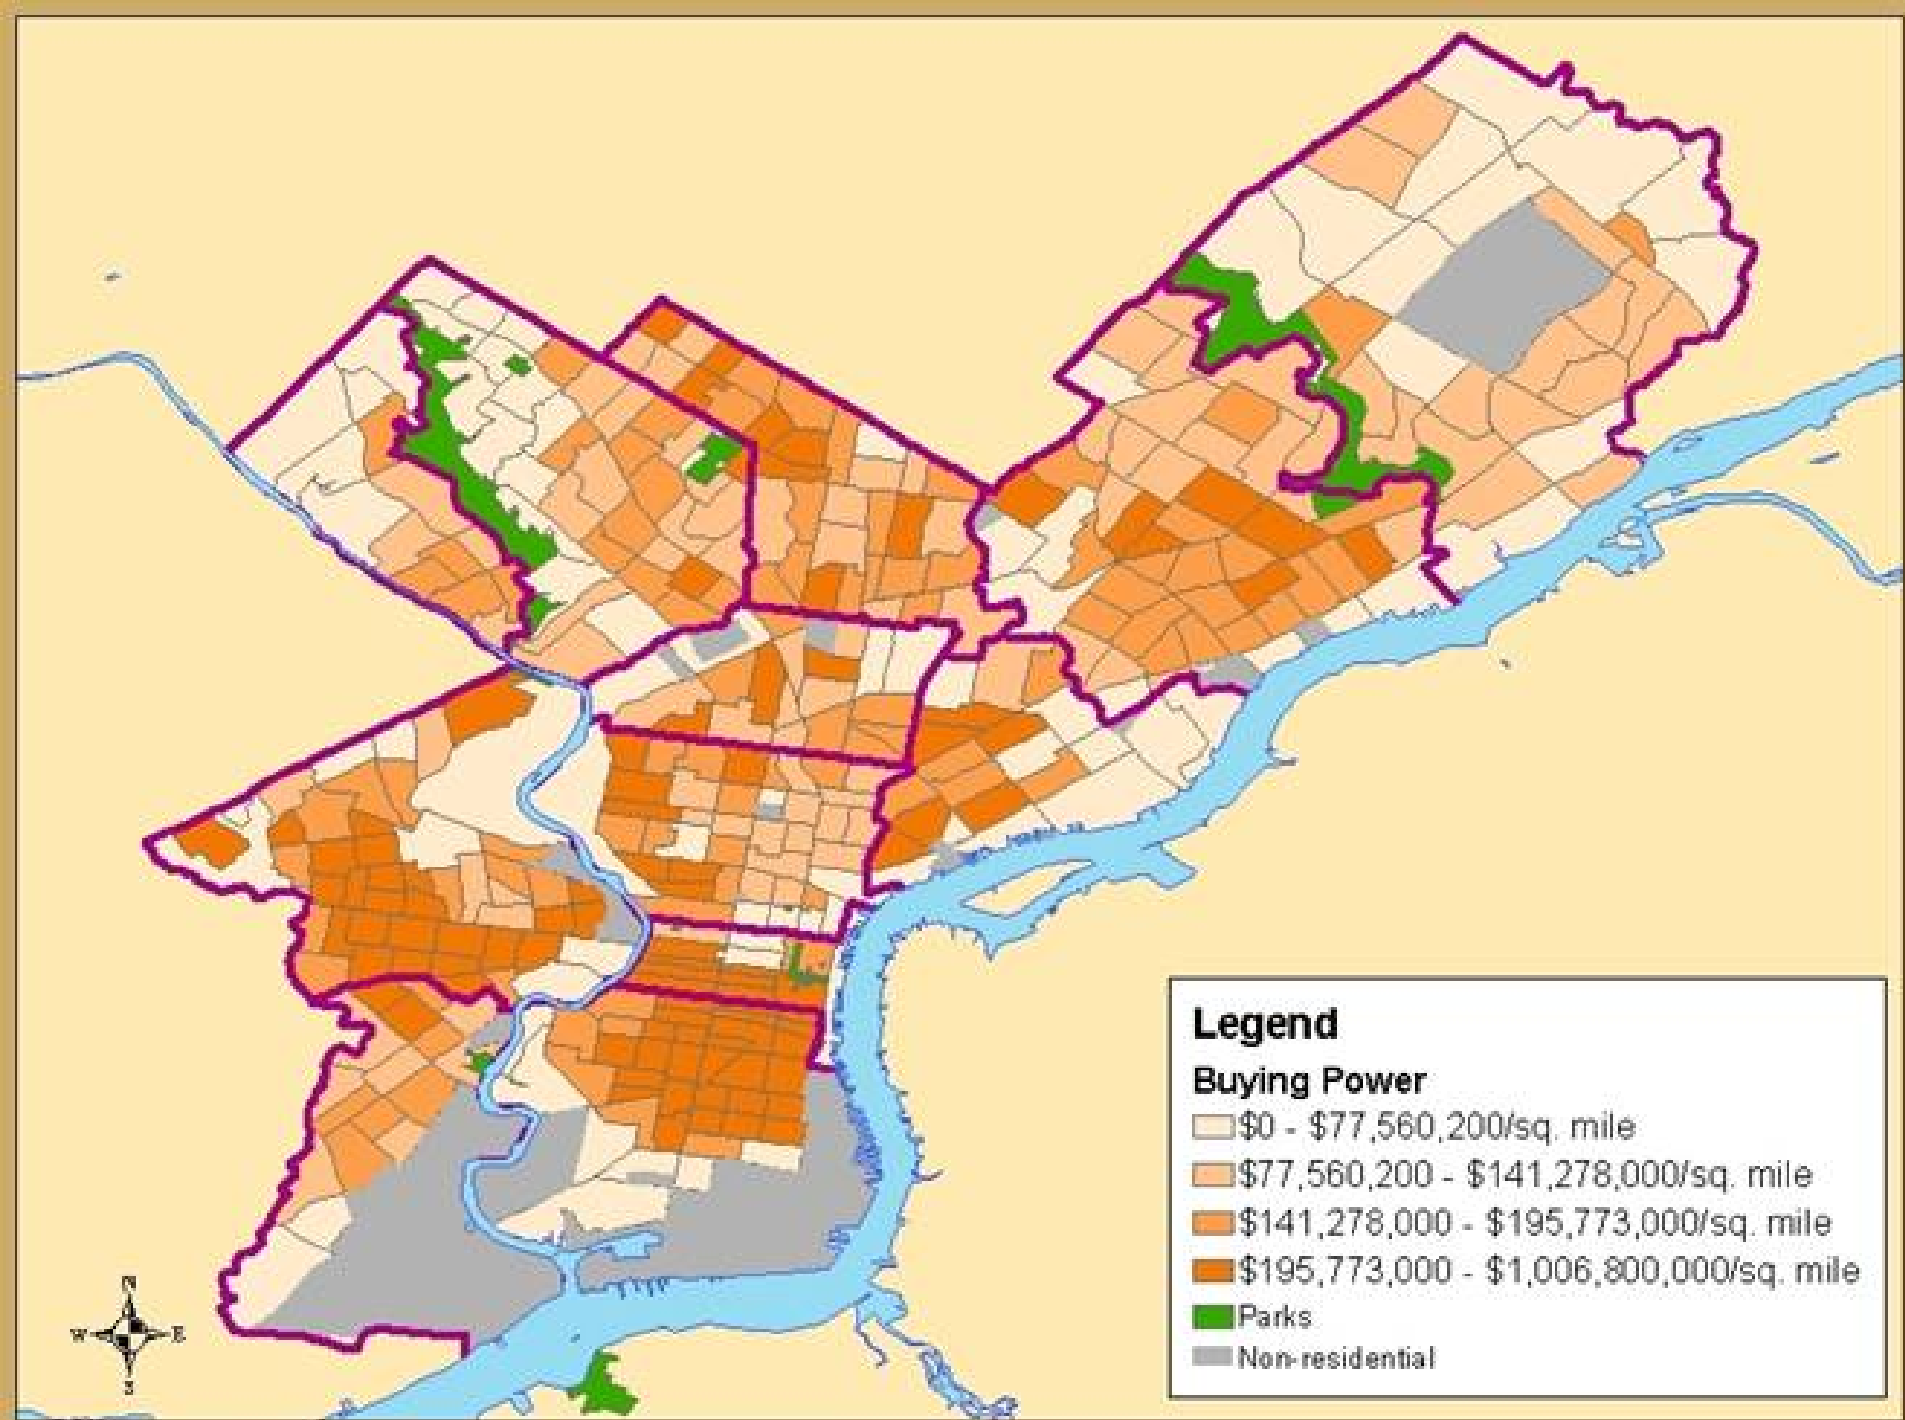 Legend
Buying Power
$0 - $77,560,200/sq. mile
$77,560,200 - $141,278,000/sq. mile
$141,278,000 - $195,773,000/sq. mile
$195,773,000 - $1,006,800,000/sq. mile
Parks
Non-residential
N
W E
S